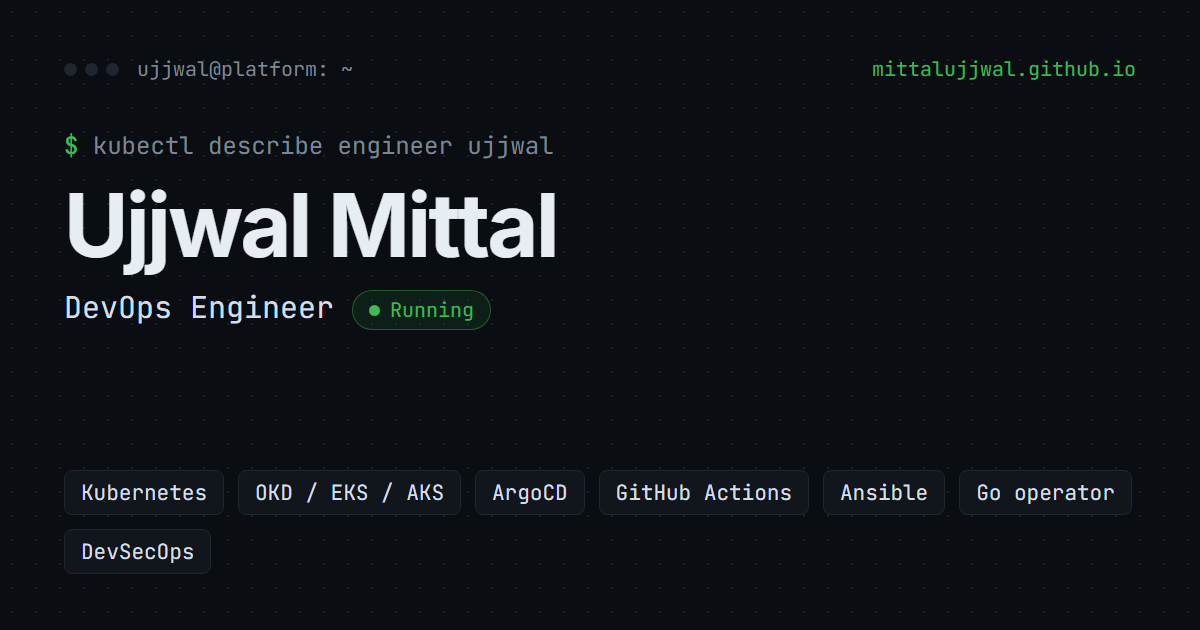 ujjwal@platform: ~
mittalujjwal.github.io
$ kubectl describe engineer ujjwal
Ujjwal Mittal
DevOps Engineer
Running
Kubernetes
OKD / EKS / AKS
ArgoCD
GitHub Actions
Ansible
Go operator
DevSecOps